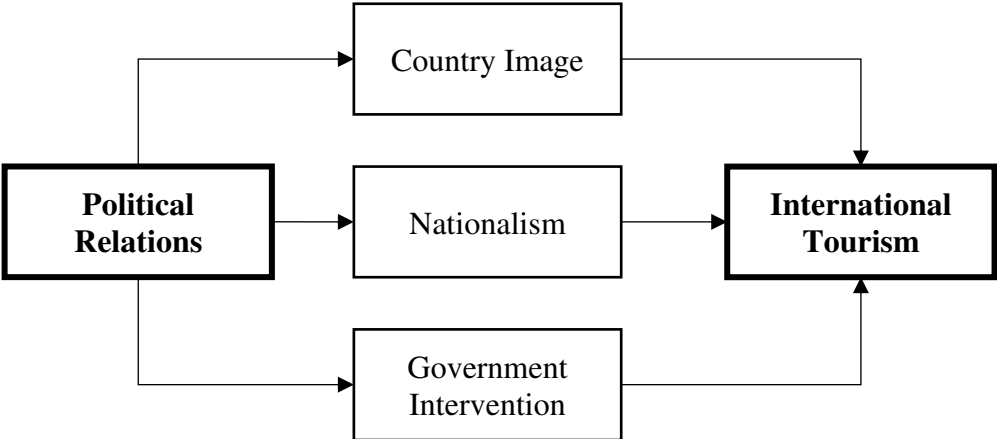 Country Image
Political
Relations
Nationalism
International
Tourism
Government
Intervention